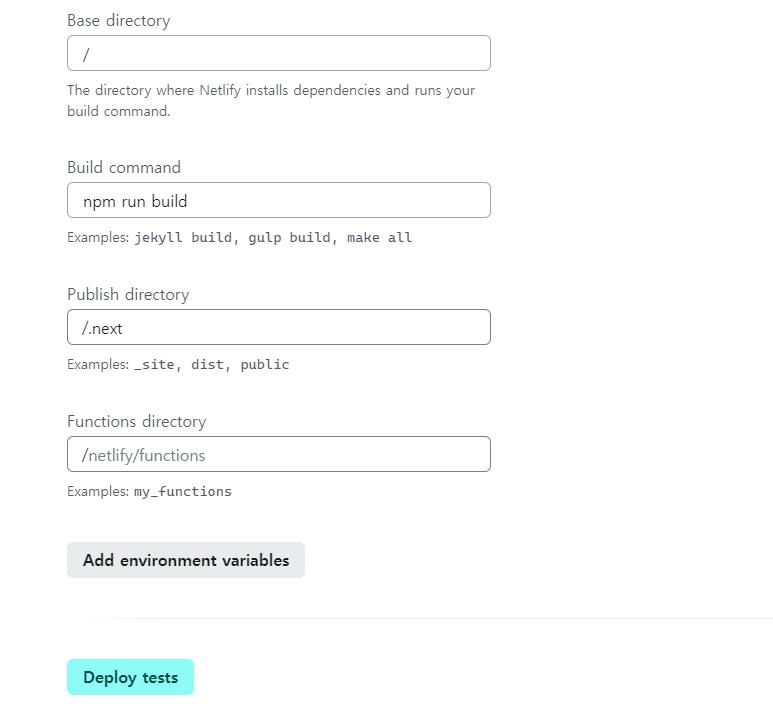 Base directory
/
The directory where Netlify installs dependencies and runs your
build command.
Build command
npm run build
Examples: jekyll build, gulp build, make all
Publish directory
/.next
Examples: _site, dist, public
Functions directory
/netlify/functions
Examples: my_functions
Add environment variables
Deploy tests